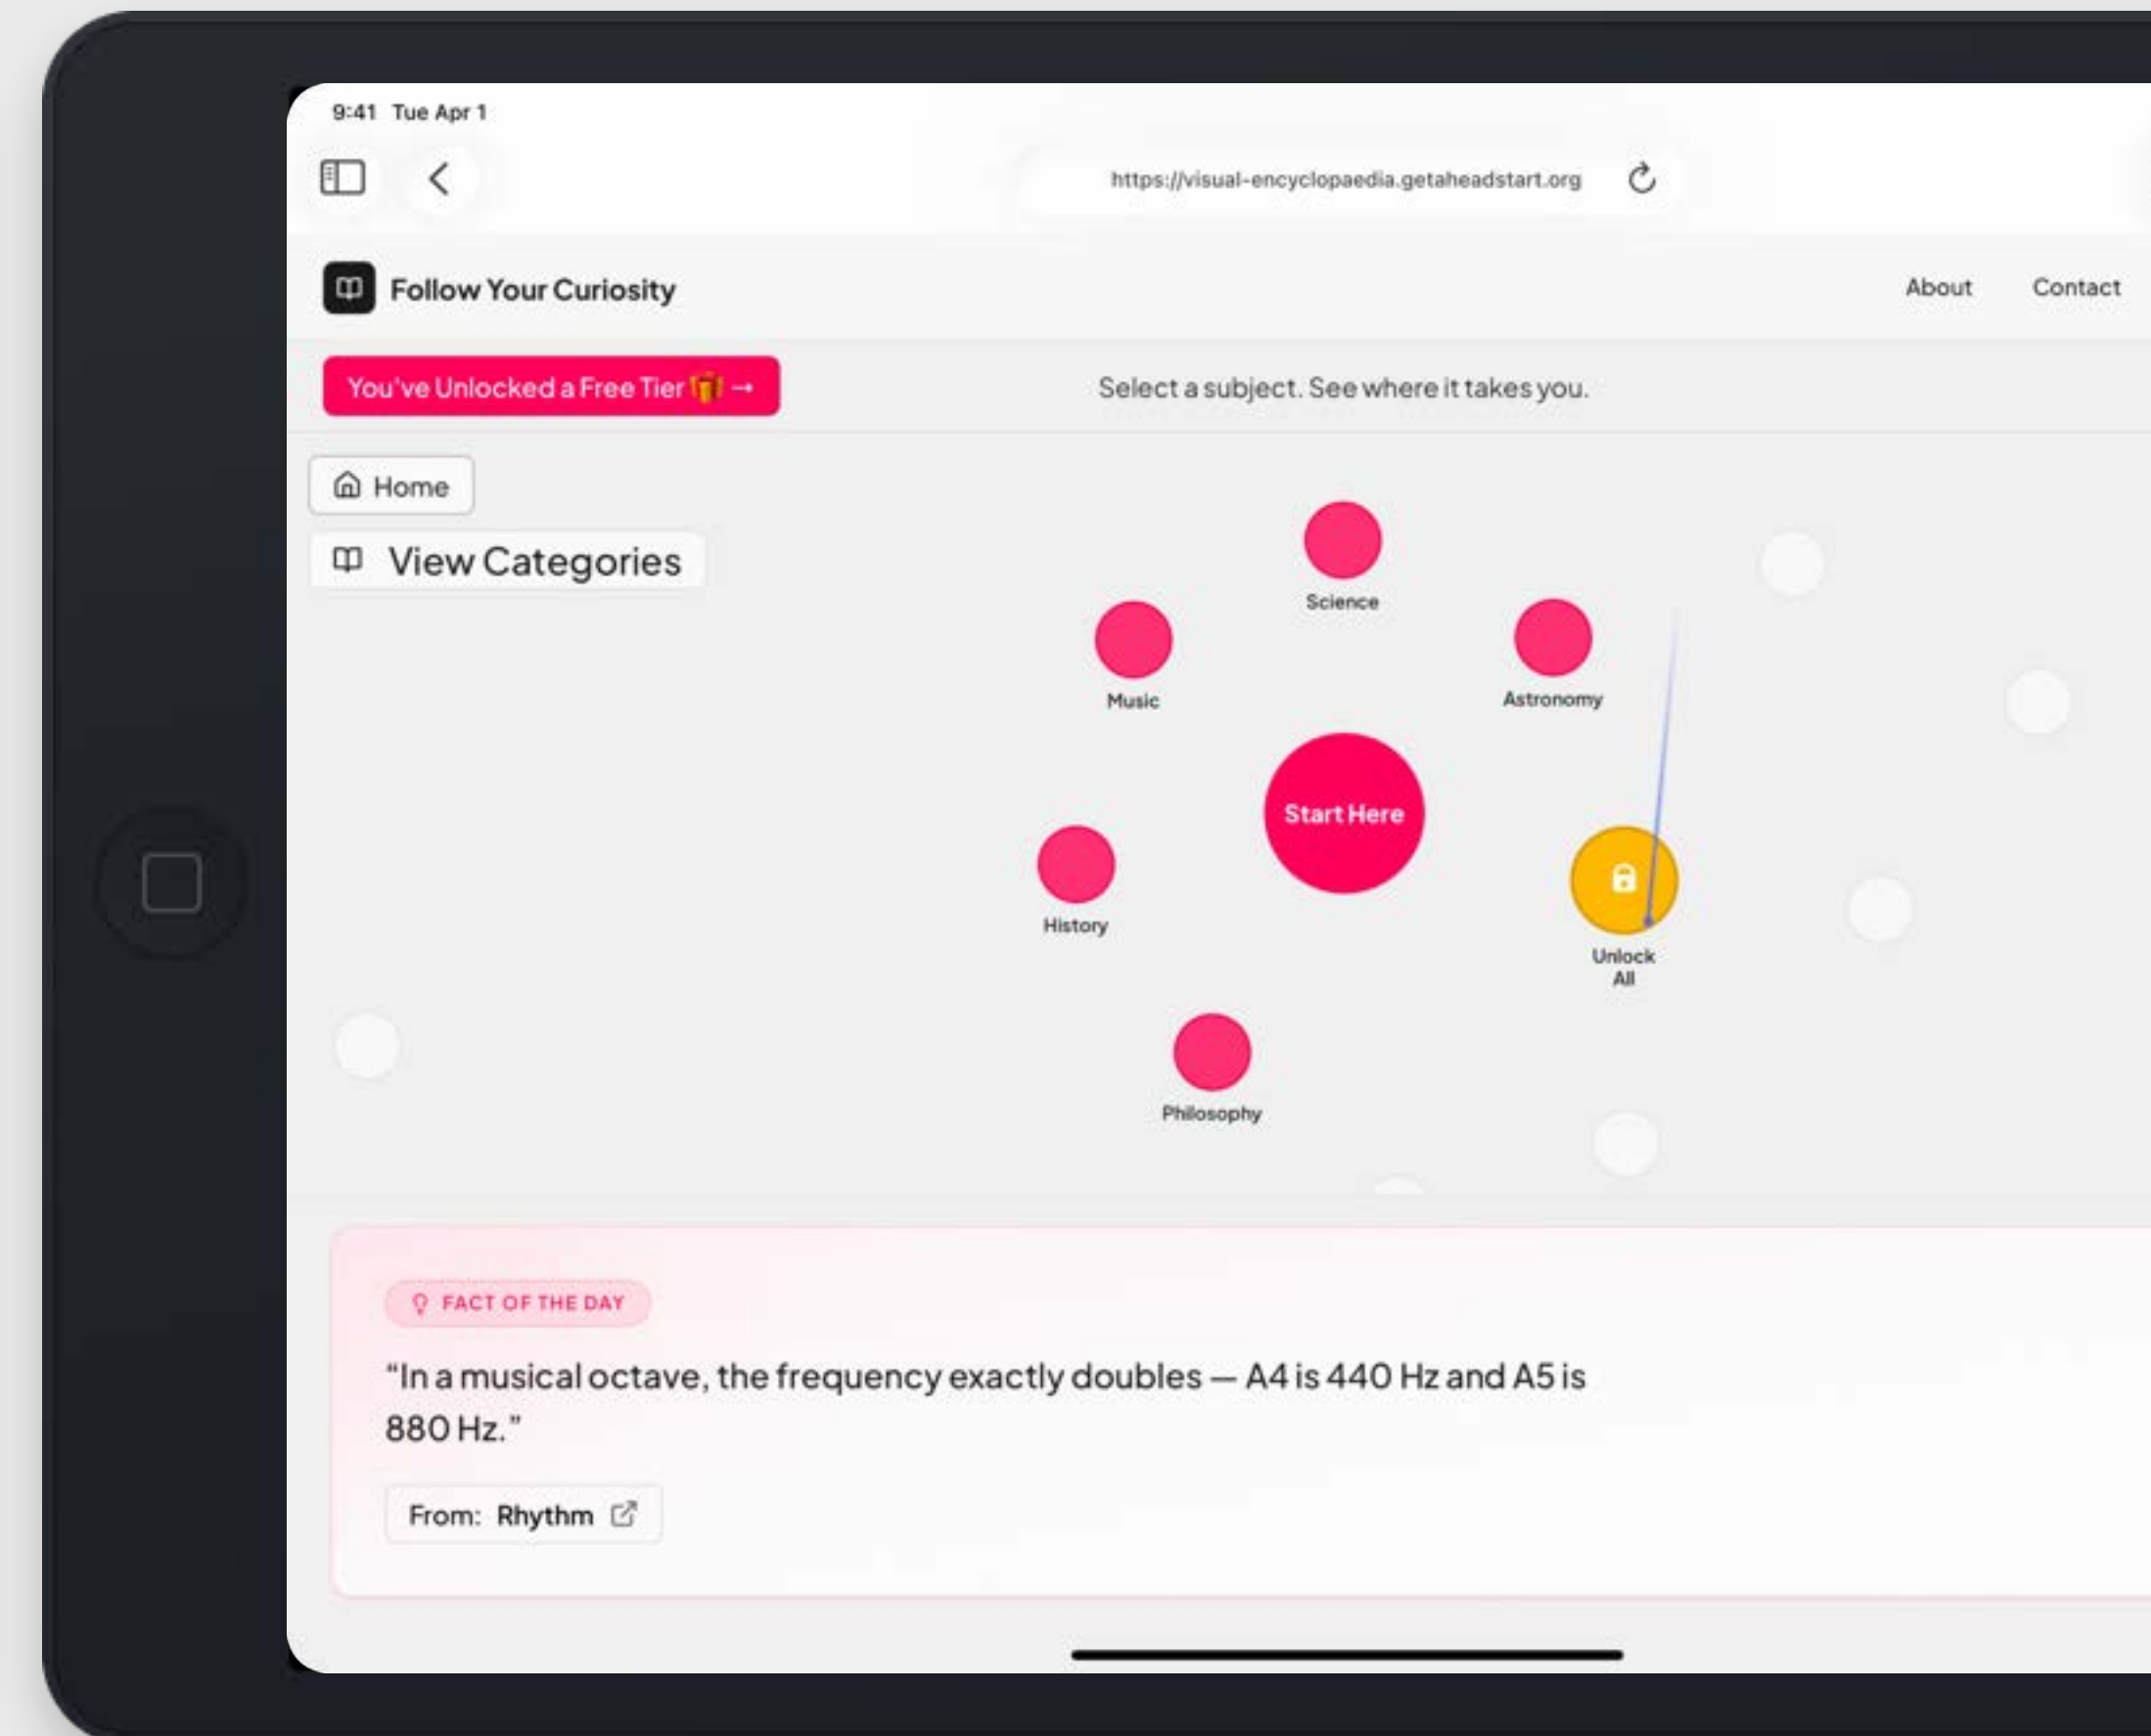 9:41 Tue Apr 1
https://visual-encyclopaedia.getaheadstart.org
Follow Your Curiosity
About Contact
You've Unlocked a Free Tier🎁 →
Select a subject. See where it takes you.
Home
View Categories
Science
Music
Astronomy
Start Here
History
Unlock
All
Philosophy
FACT OF THE DAY
“In a musical octave, the frequency exactly doubles — A4 is 440 Hz and A5 is
880 Hz.”
From: Rhythm